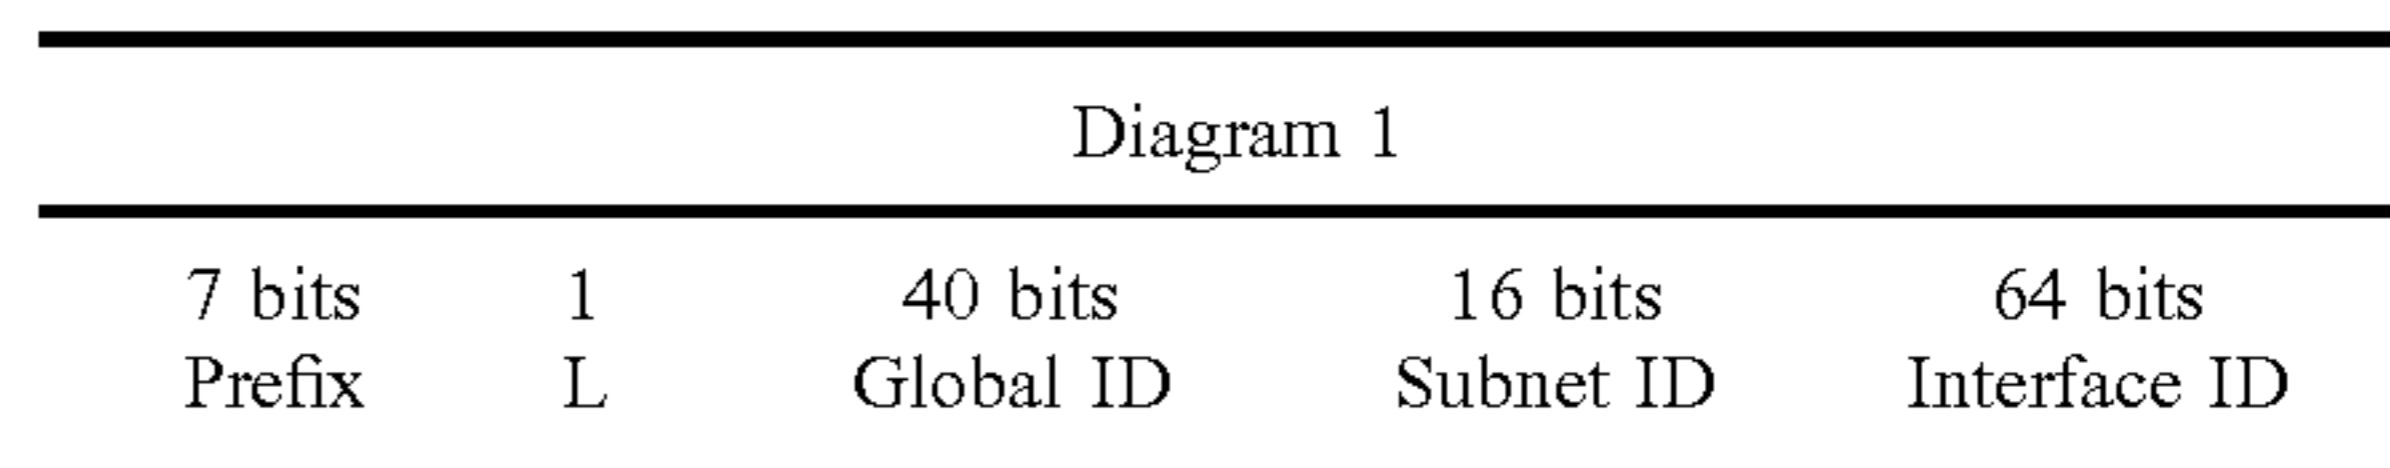 Diagram 1
7 bits 1 40 bits 16 bits 64 bits
Prefix L Global ID Subnet ID Interface ID